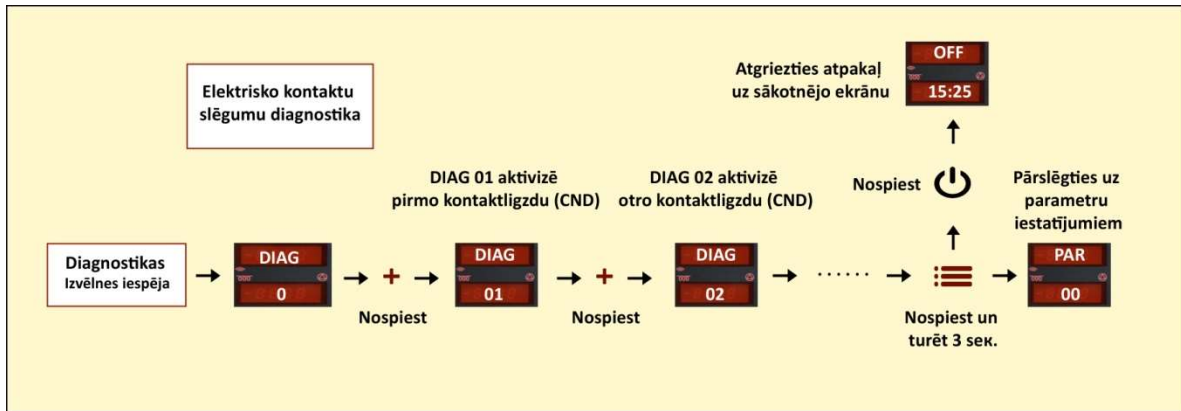 Elektrisko kontaktu
slēgumu diagnostika
Atgriezties atpakaļ
uz sākotnējo ekrānu
OFF
15:25
DIAG 01 aktivizē
pirmo kontaktligzdu (CND)
DIAG 02 aktivizē
otro kontaktligzdu (CND)
Nospiest
Pārslēgties uz
parametru
iestatījumiem
Diagnostikas
Izvēlnes iespēja
DIAG
0
+
Nospiest
DIAG
01
+
Nospiest
DIAG
02
......
Nospiest un
turēt 3 sек.
PAR
00